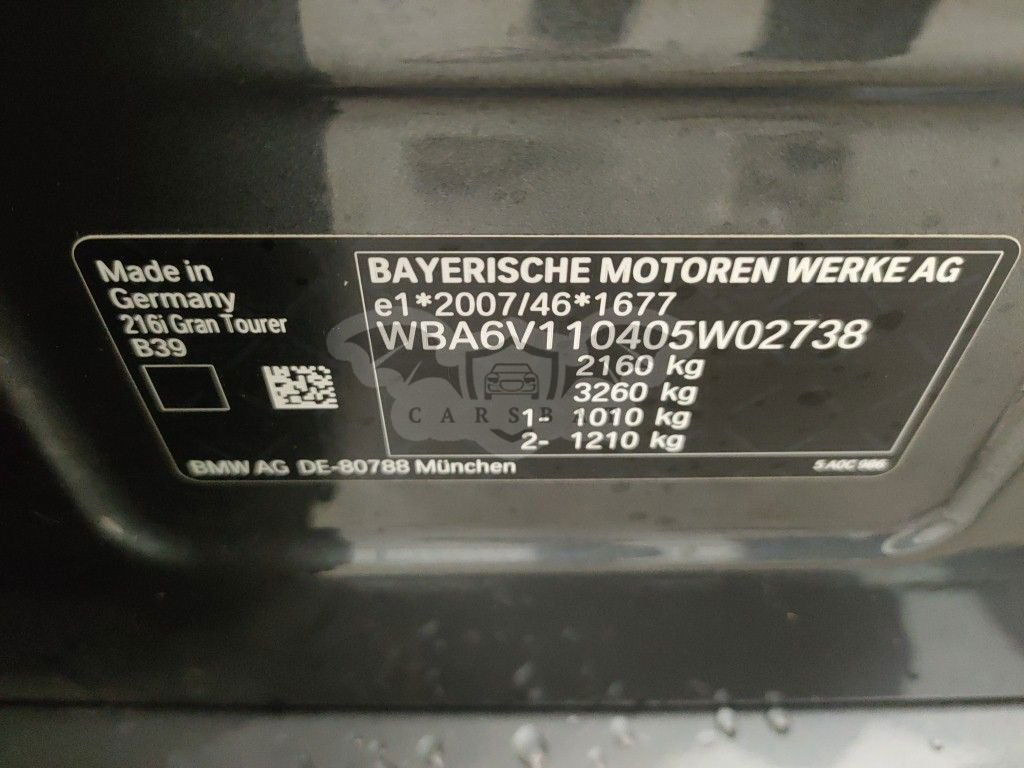 Made in
Germany
216i Gran Tourer
B39
BAYERISCHE MOTOREN WERKE AG
e1*2007/46*1677
WBA6V110405W02738
2160 kg
3260 kg
1- 1010 kg
2- 1210 kg
BMW AG DE-80788 München